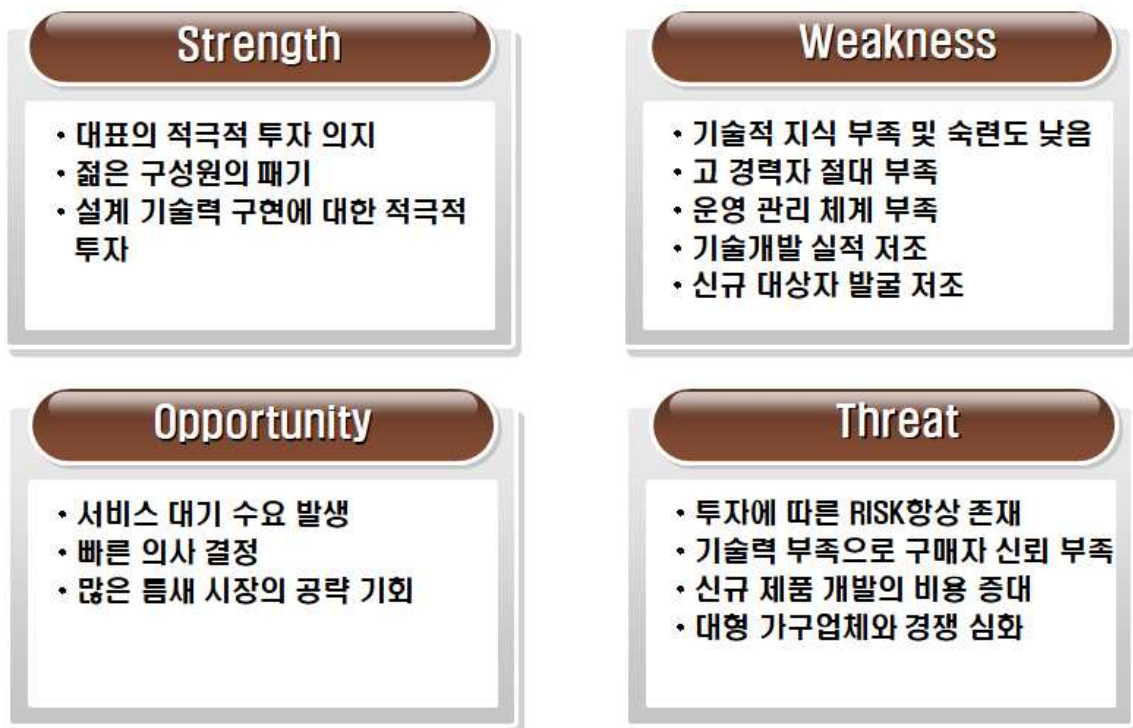 Strength
• 대표의 적극적 투자 의지
• 젊은 구성원의 패기
• 설계 기술력 구현에 대한 적극적
투자
Weakness
• 기술적 지식 부족 및 숙련도 낮음
• 고 경력자 절대 부족
• 운영 관리 체계 부족
• 기술개발 실적 저조
• 신규 대상자 발굴 저조
Opportunity
• 서비스 대기 수요 발생
• 빠른 의사 결정
• 많은 틈새 시장의 공략 기회
Threat
• 투자에 따른 RISK항상 존재
• 기술력 부족으로 구매자 신뢰 부족
• 신규 제품 개발의 비용 증대
• 대형 가구업체와 경쟁 심화